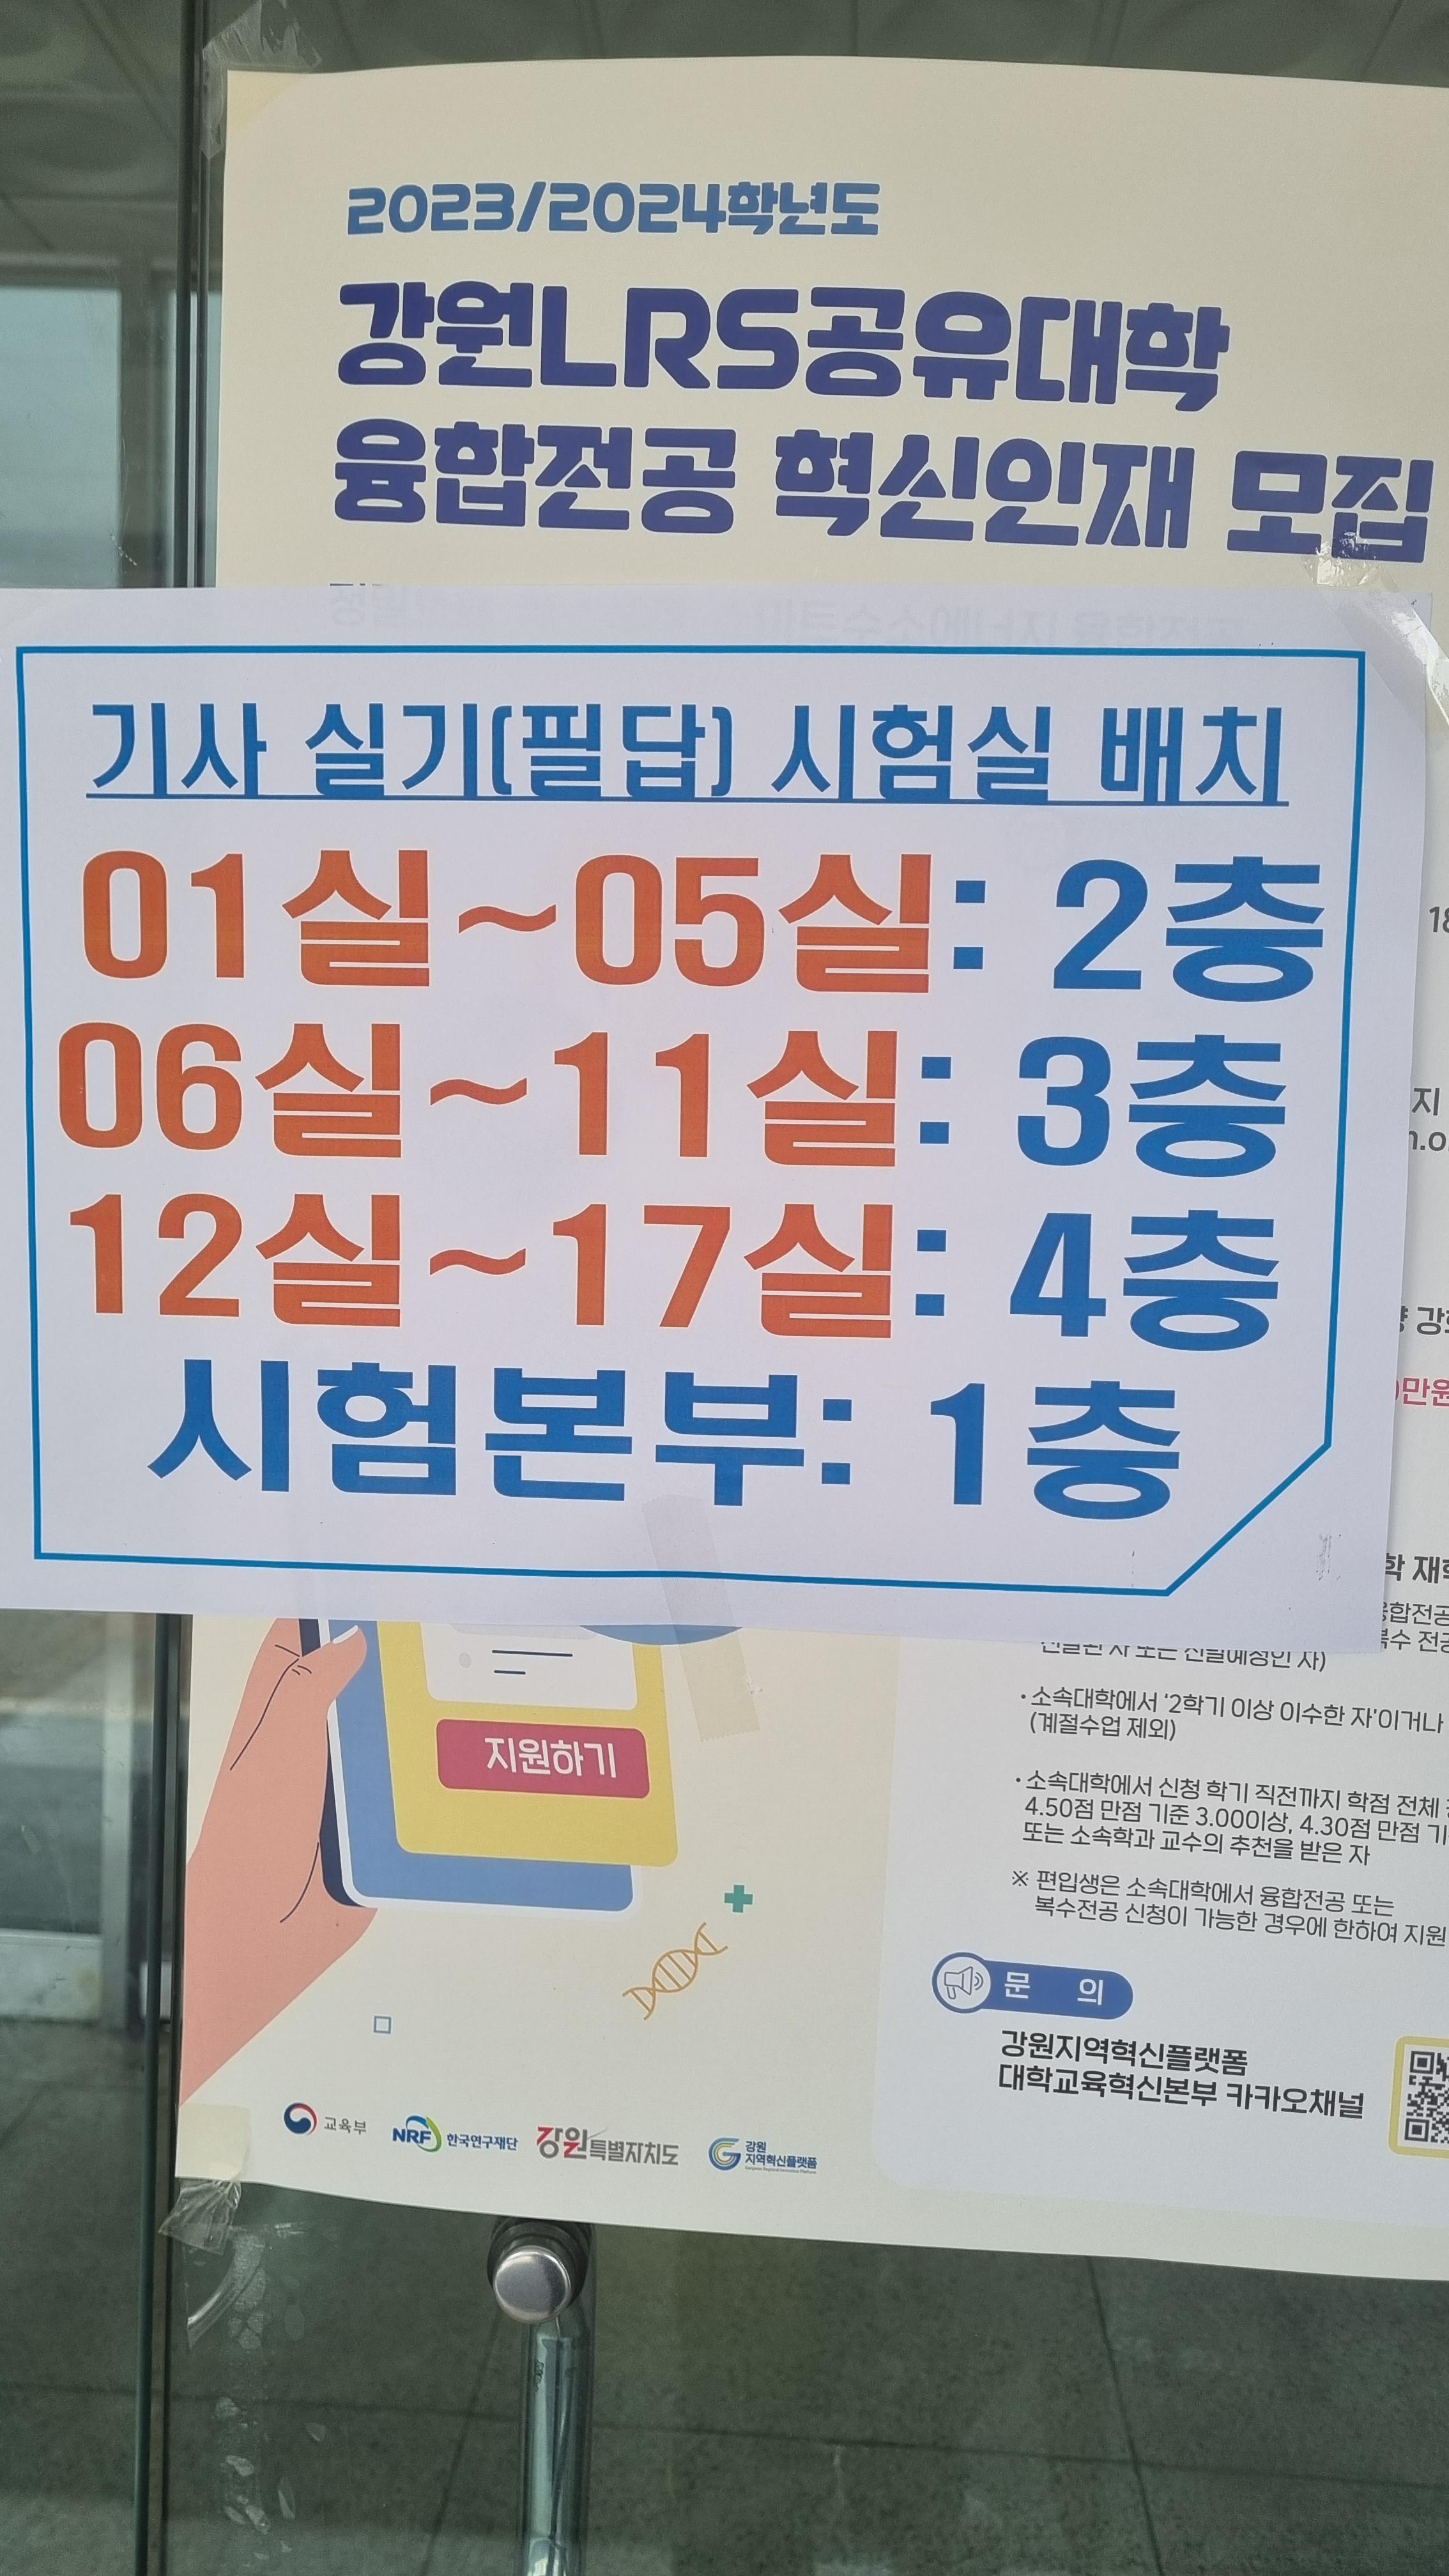 2023/2024학년도
강원LRS공유대학
융합전공 혁신인재 모집
기사 실기(필답) 시험실 배치
01실~05실: 2층
06실~11실: 3층
12실~17실: 4층
시험본부: 1층
지원하기
· 소속대학에서 '2학기 이상 이수한 자'이거나
(계절수업 제외)
· 소속대학에서 신청 학기 직전까지 학점 전체
4.50점 만점 기준 3.00이상, 4.30점 만점
또는 소속학과 교수의 추천을 받은 자
※ 편입생은 소속대학에서 융합전공 또는
복수전공 신청이 가능한 경우에 한하여 지원
문 의
강원지역혁신플랫폼
대학교육혁신본부 카카오채널
교육부
NRF 한국연구재단
강원특별자치도
강원
지역혁신플랫폼